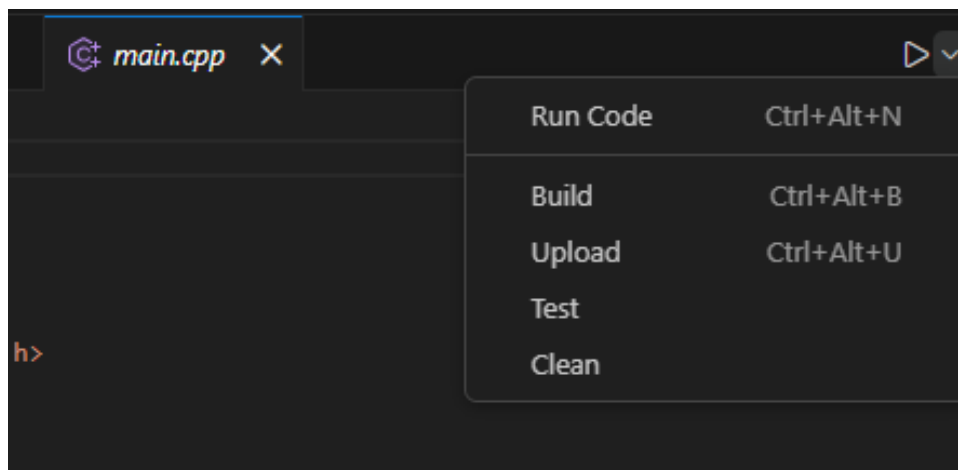 main.cpp
Run Code Ctrl+Alt+N
Build Ctrl+Alt+B
Upload Ctrl+Alt+U
Test
h>
Clean